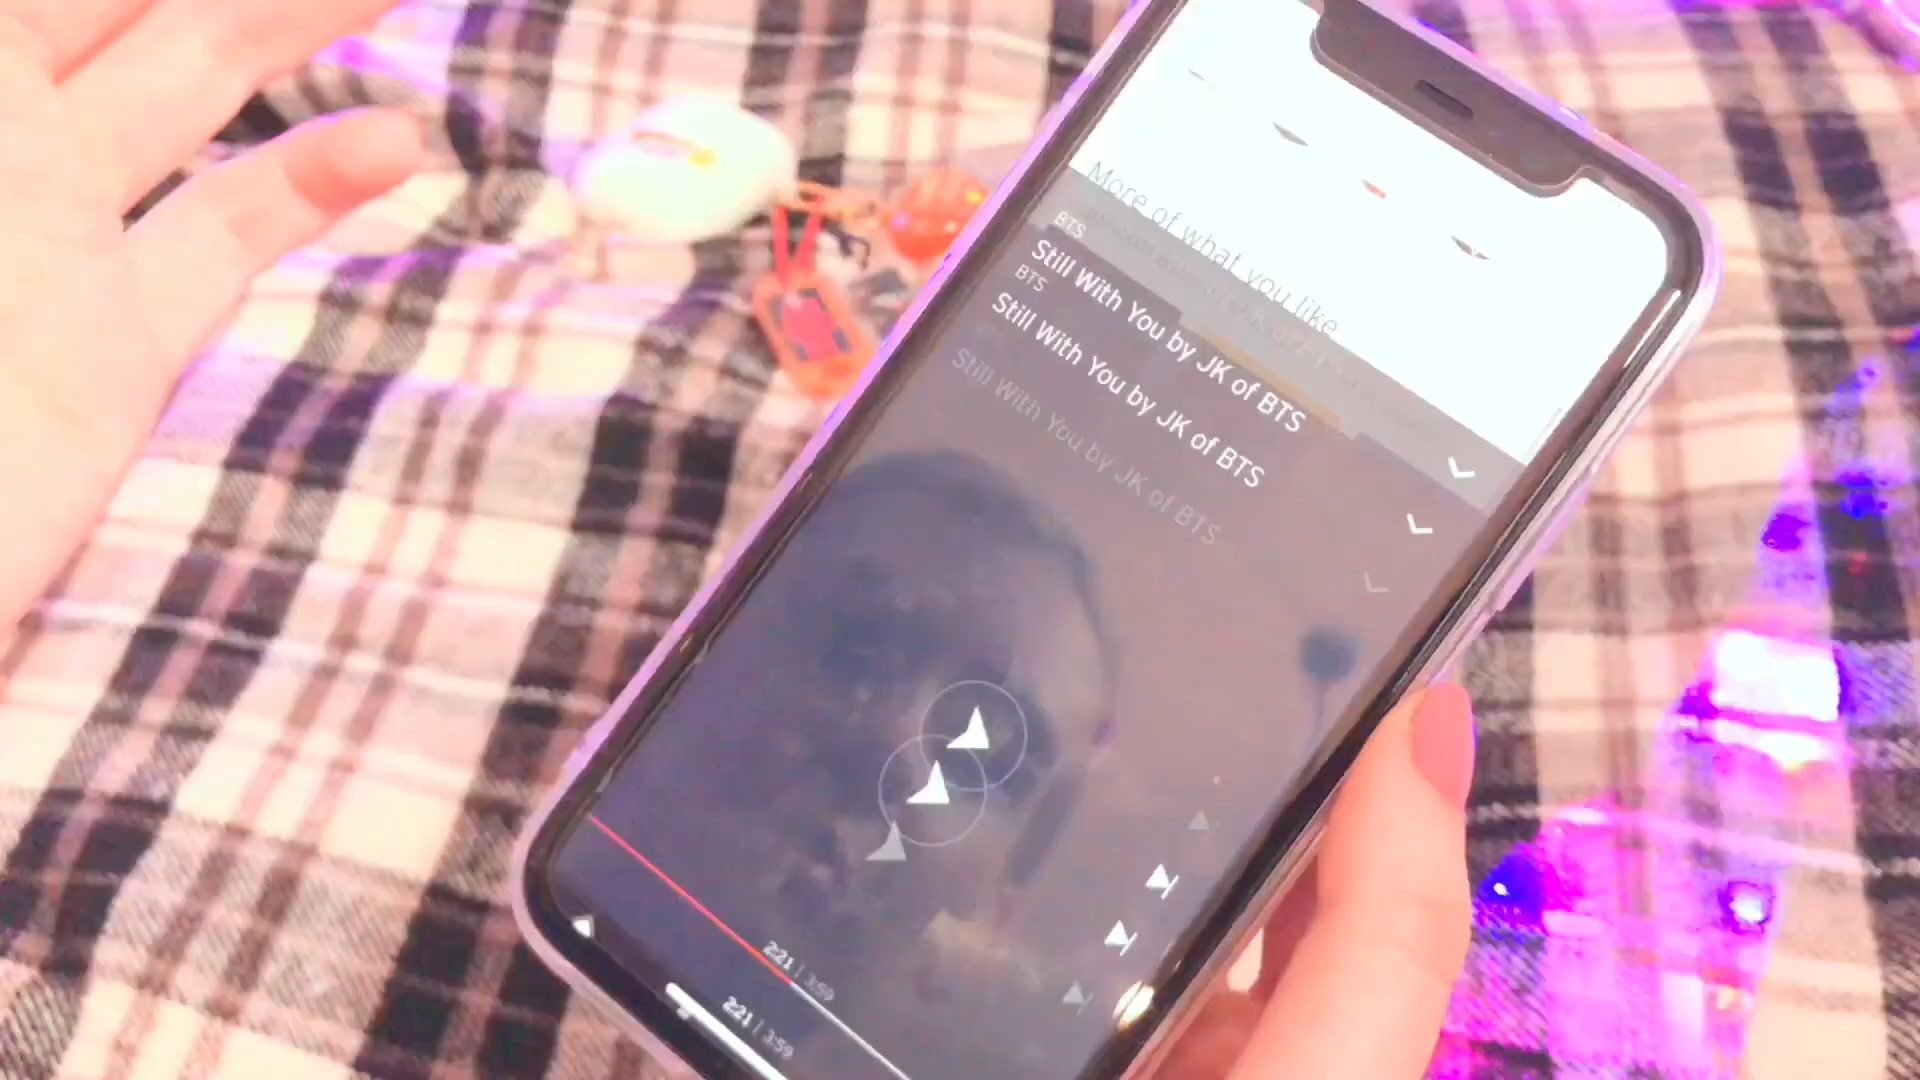 More of what you like
BTS
Still With You by JK of BTS
BTS
Still With You by JK of BTS
Still With You by JK of BTS
2:21 | 3:59
2:21 | 3:59